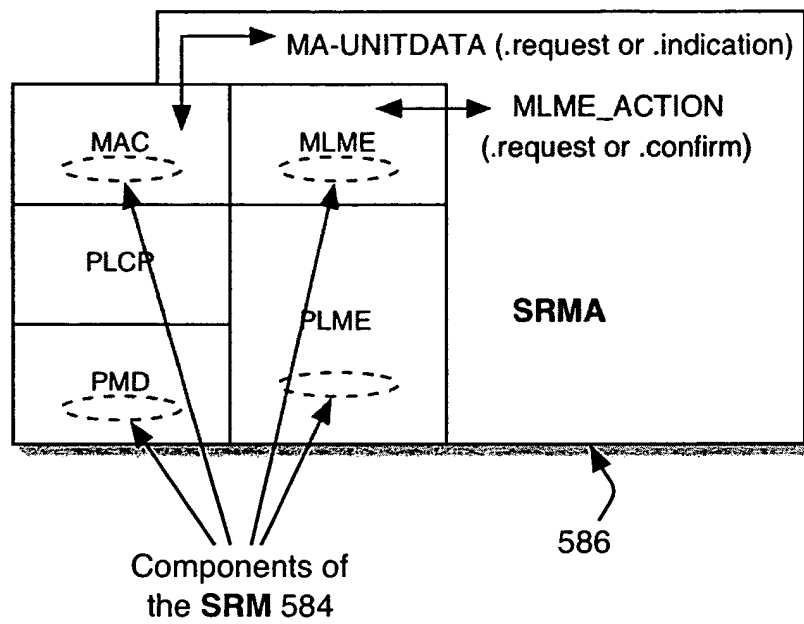 MA-UNITDATA (.request or .indication)
MLME_ACTION
(.request or .confirm)
MAC
MLME
PLCP
PLME
SRMA
PMD
586
Components of
the SRM 584